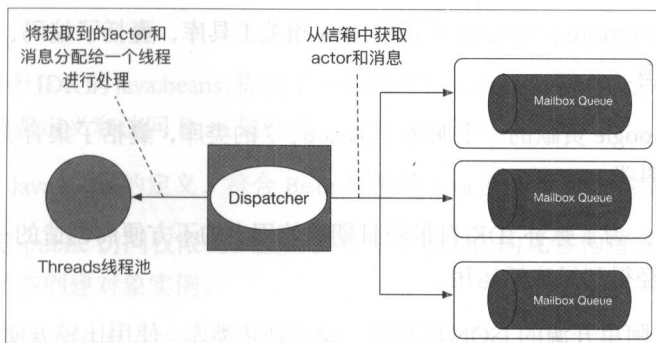 将获取到的actor和
消息分配给一个线程
进行处理
从信箱中获取
actor和消息
Mailbox Queue
Dispatcher
Mailbox Queue
Threads线程池
Mailbox Queue